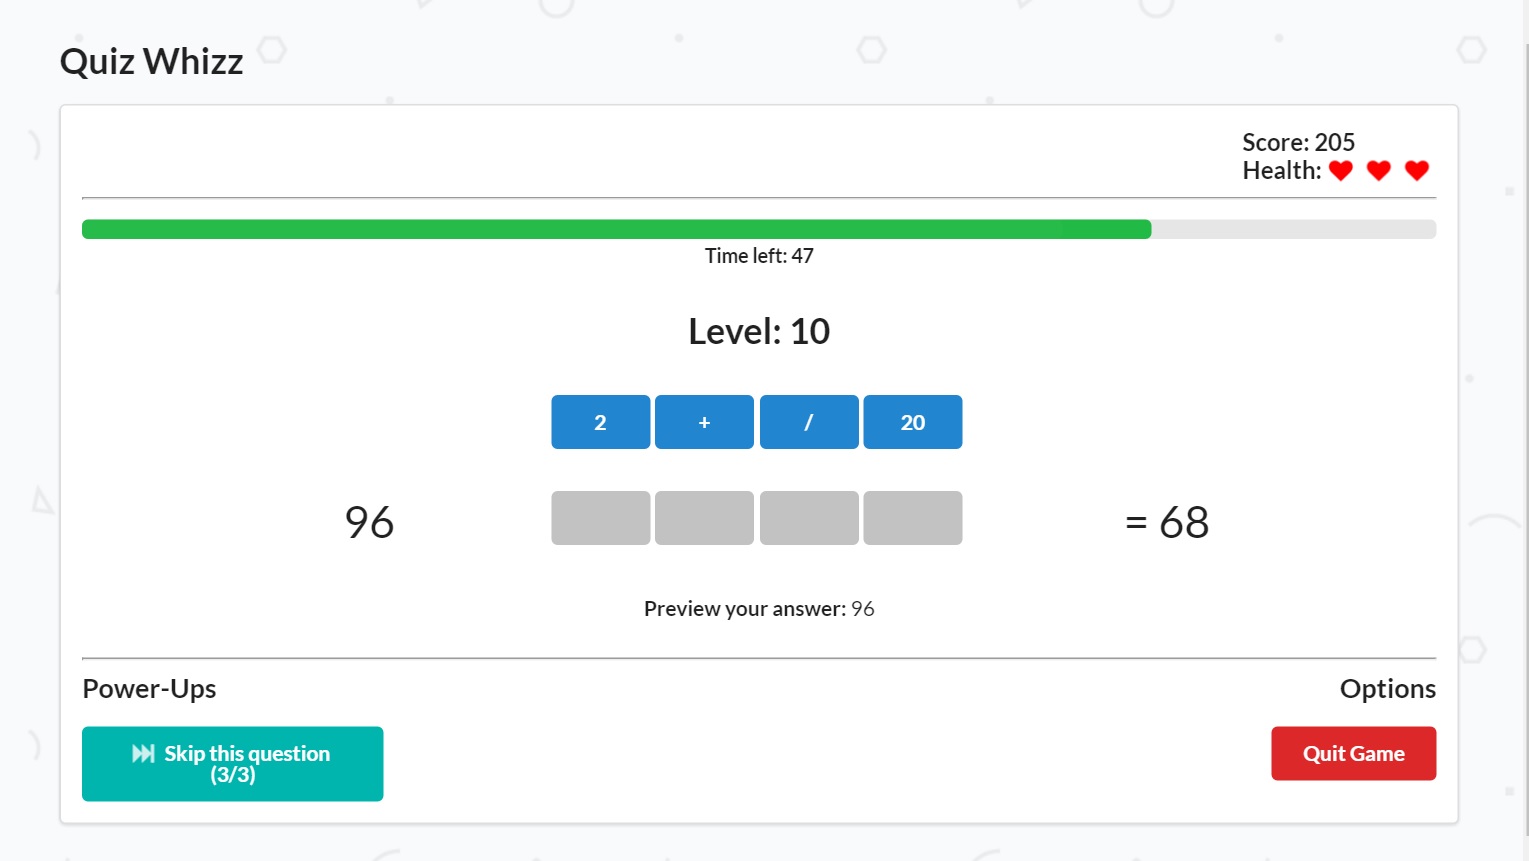 Quiz Whizz
Score: 205
Health:
Time left: 47
Level: 10
2 + / 20
96 = 68
Preview your answer: 96
Power-Ups
Options
Skip this question
(3/3)
Quit Game